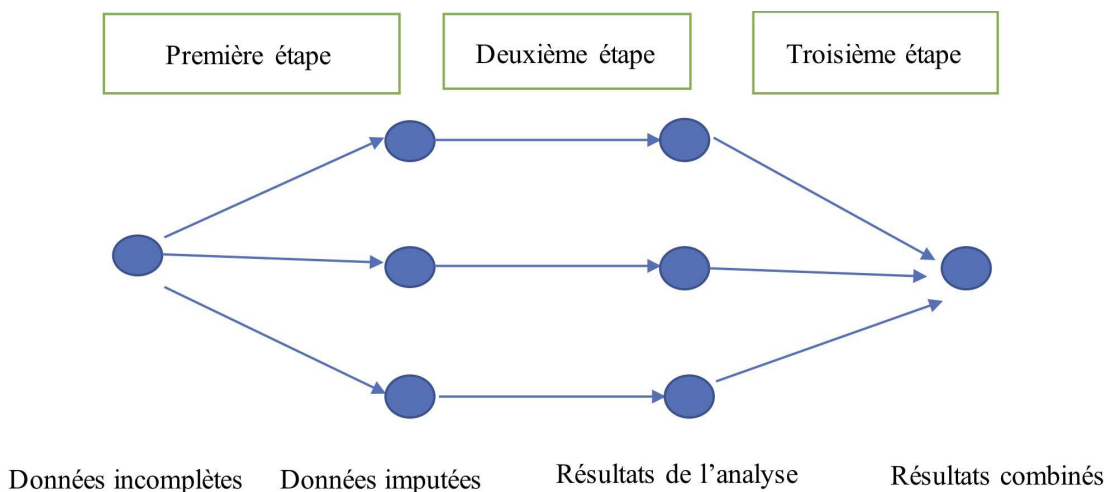 Première étape
Deuxième étape
Troisième étape
Données incomplètes
Données imputées
Résultats de l’analyse
Résultats combinés